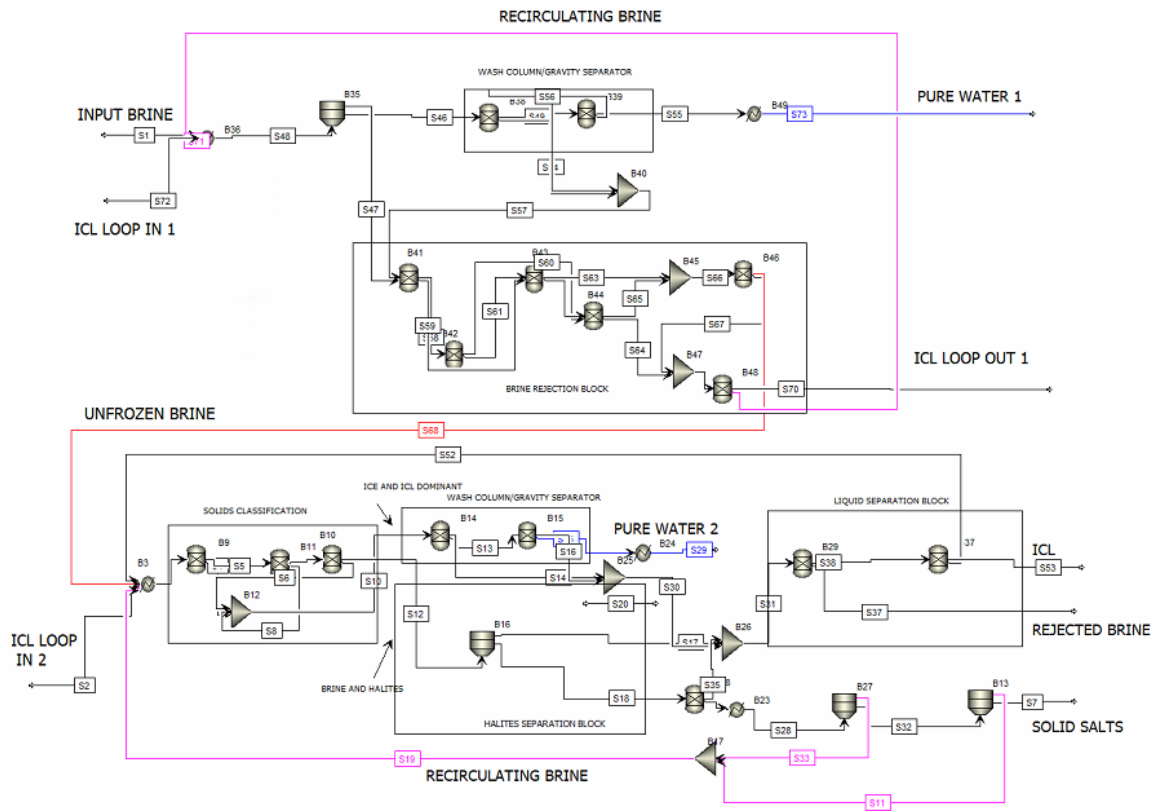 RECIRCULATING BRINE
WASH COLUMN/GRAVITY SEPARATOR
B35
S56
B49
PURE WATER 1
INPUT BRINE
S1
B36
S48
S46
S55
S73
S72
B40
ICL LOOP IN 1
S47
S57
B41
S60
B46
S63
B45
S66
B44
S65
S61
S59
S67
S64
B47
B48
ICL LOOP OUT 1
BRINE REJECTION BLOCK
S70
UNFROZEN BRINE
S68
S52
ICE AND ICL DOMINANT
WASH COLUMN/GRAVITY SEPARATOR
LIQUID SEPARATION BLOCK
SOLIDS CLASSIFICATION
B14
B15
PURE WATER 2
B9
B11
B10
B3
S5
S6
S13
S16
B24
S29
B29
S38
ICL
S53
S10
S14
B25
S30
B12
S12
S20
S31
S37
S8
B16
B26
REJECTED BRINE
ICL LOOP
IN 2
S2
S17
S35
BRINE AND HALITES
S18
B23
B27
B13
S7
HALITES SEPARATION BLOCK
S28
S32
SOLID SALTS
B17
S19
S33
RECIRCULATING BRINE
S11